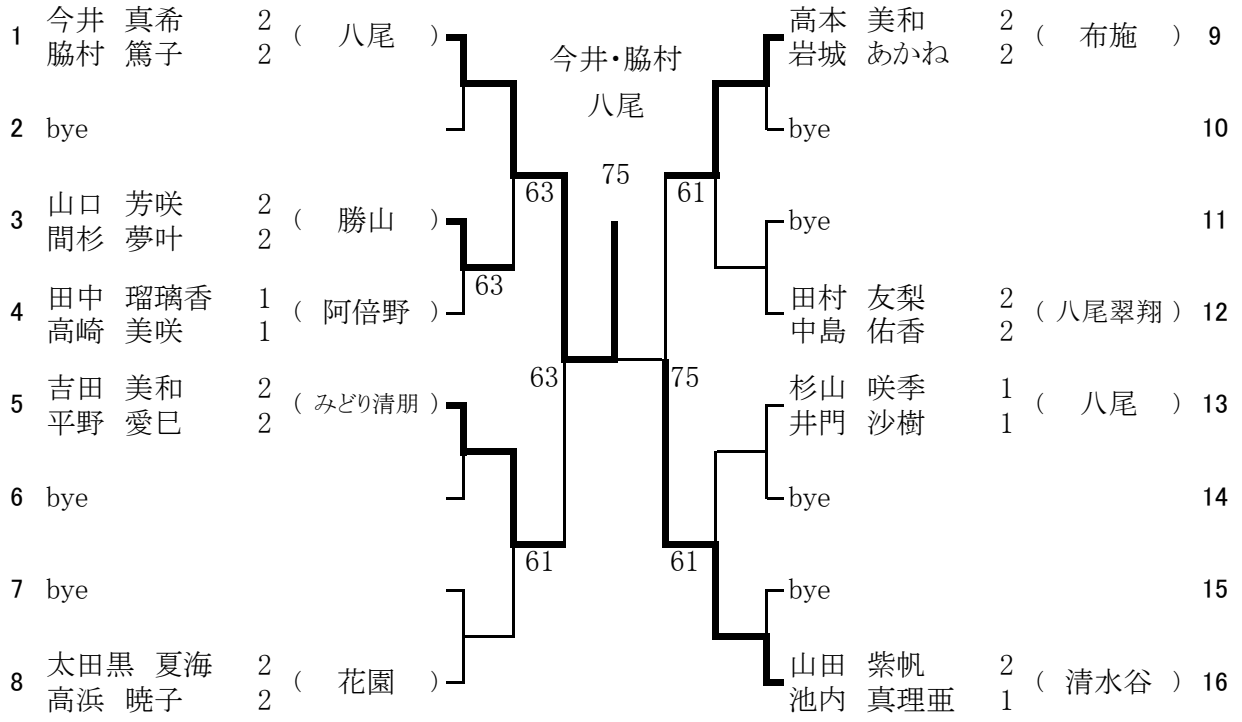 1 今井 真希 2 ( 八尾 )
脇村 篤子 2
2 bye
3 山口 芳咲 2 ( 勝山 )
間杉 夢叶 2
4 田中 瑠璃香 1 ( 阿倍野 )
高崎 美咲 1
5 吉田 美和 2 ( みどり清朋 )
平野 愛巳 2
6 bye
7 bye
8 太田黒 夏海 2 ( 花園 )
高浜 暁子 2
63
63
63
61
今井・脇村
八尾
75
61
75
61
高本 美和 2 ( 布施 ) 9
岩城 あかね 2
bye 10
bye 11
田村 友梨 2 ( 八尾翠翔 ) 12
中島 佑香 2
杉山 咲季 1 ( 八尾 ) 13
井門 沙樹 1
bye 14
bye 15
山田 紫帆 2 ( 清水谷 ) 16
池内 真理亜 1